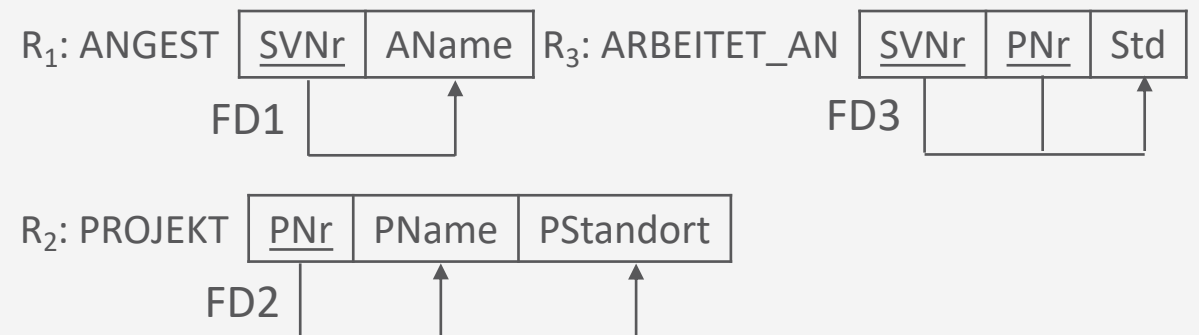 R₁: ANGEST SVNr AName R₃: ARBEITET_AN SVNr PNr Std
FD1 FD3
R₂: PROJEKT PNr PName PStandort
FD2